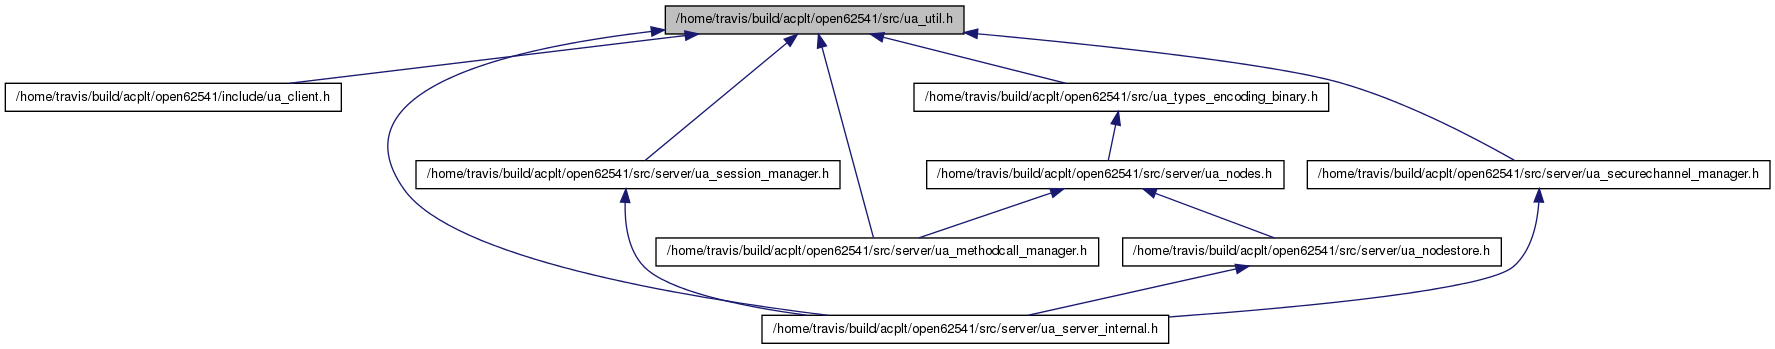 /home/travis/build/acplt/open62541/src/ua_util.h
/home/travis/build/acplt/open62541/include/ua_client.h
/home/travis/build/acplt/open62541/src/ua_types_encoding_binary.h
/home/travis/build/acplt/open62541/src/server/ua_session_manager.h
/home/travis/build/acplt/open62541/src/server/ua_nodes.h
/home/travis/build/acplt/open62541/src/server/ua_securechannel_manager.h
/home/travis/build/acplt/open62541/src/server/ua_methodcall_manager.h
/home/travis/build/acplt/open62541/src/server/ua_nodestore.h
/home/travis/build/acplt/open62541/src/server/ua_server_internal.h